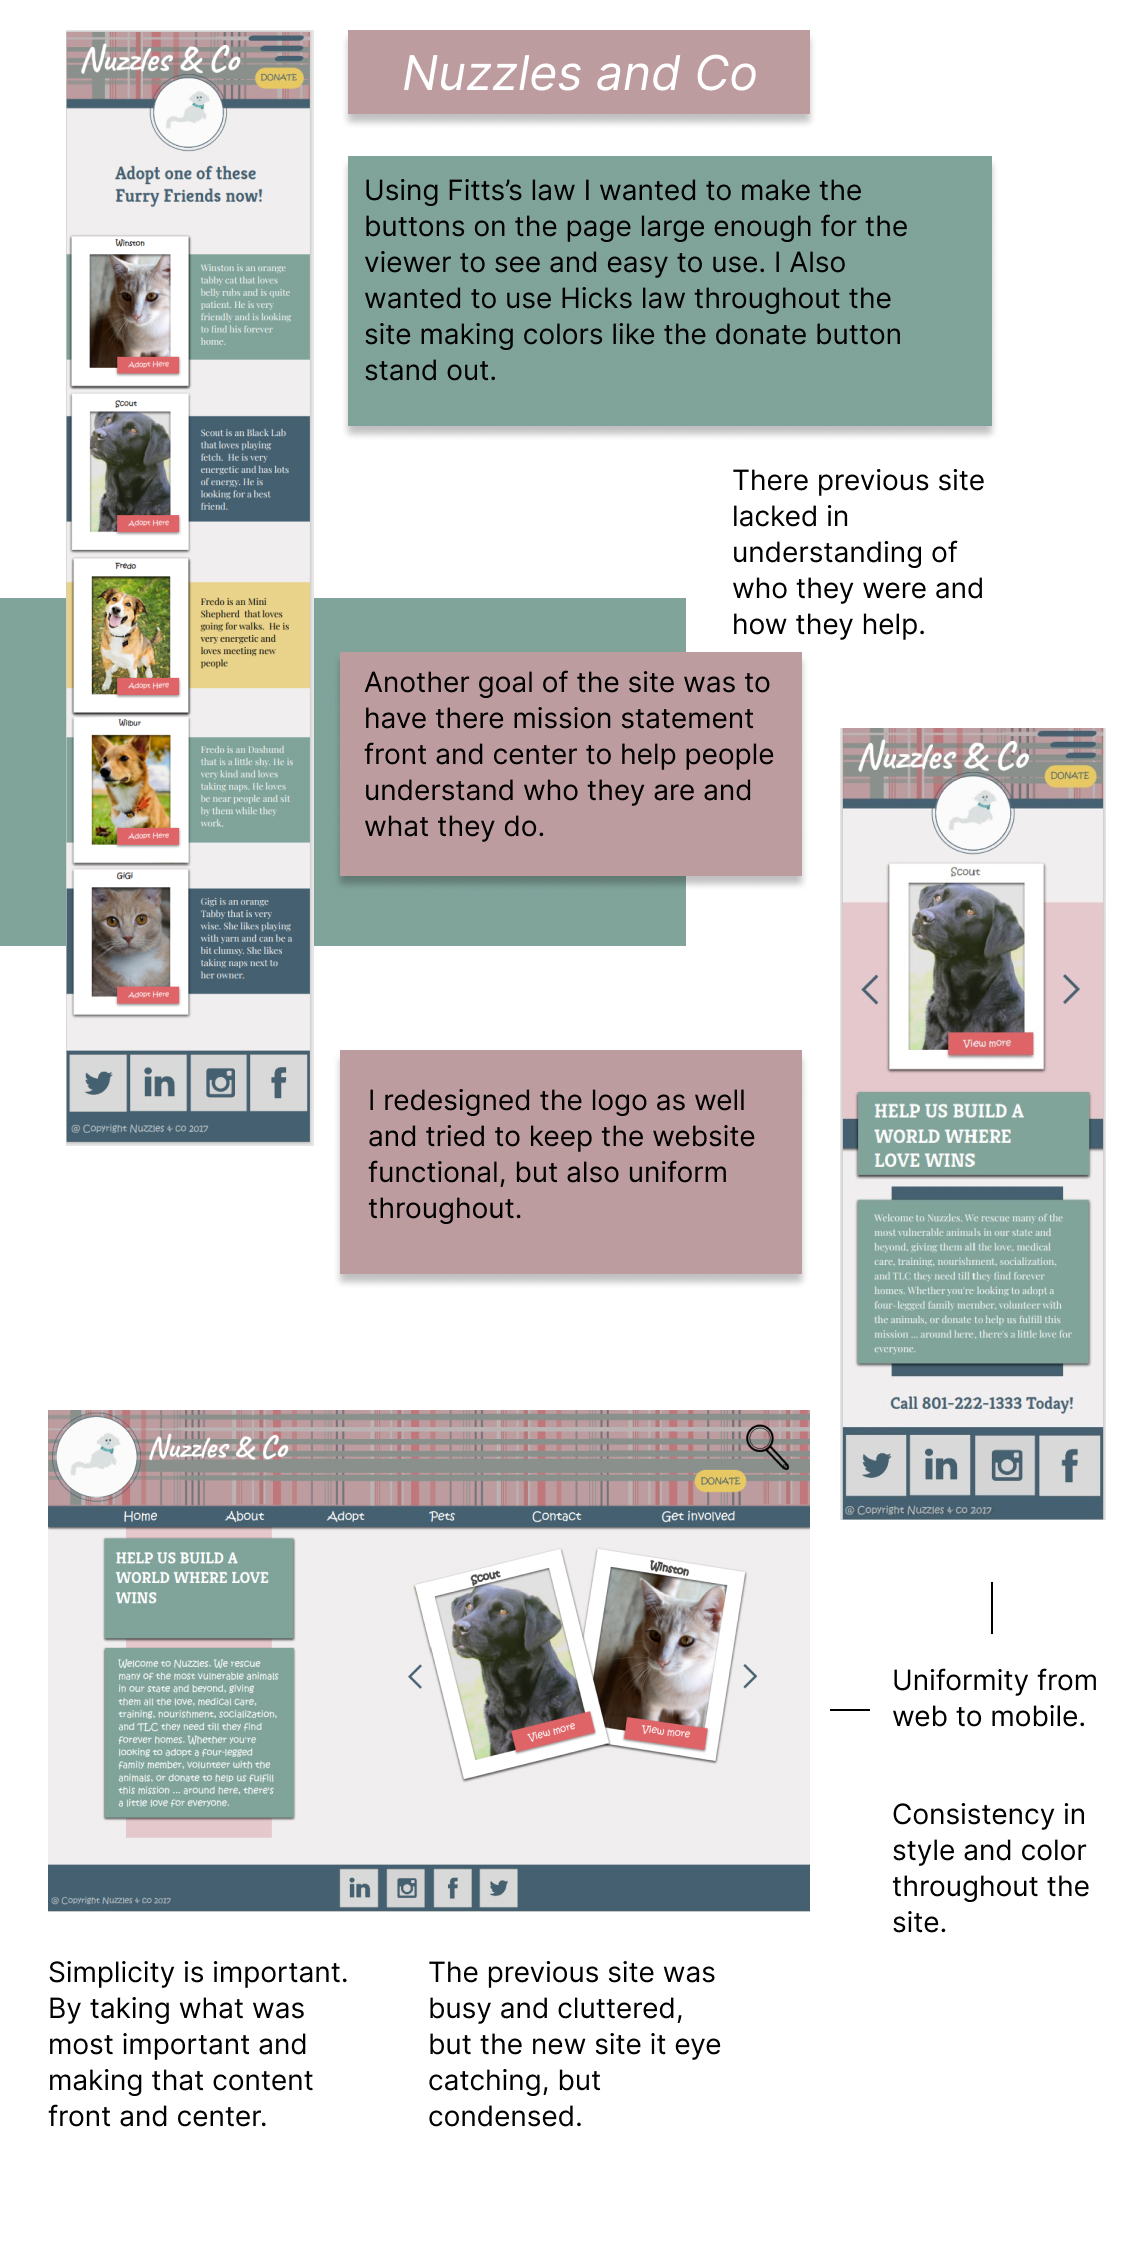 Nuzzles & Co
DONATE
Adopt one of these
Furry Friends now!
Winston
Winston is an orange
tabby cat that loves
belly rubs and is quite
patient. He is very
friendly and is looking
to find his forever
home.
Adopt Here
Scout
Scout is an Black Lab
that loves playing
fetch. He is very
energetic and has lots
of energy. He is
looking for a best
friend.
Adopt Here
Fredo
Fredo is an Mini
Shepherd that loves
going for walks. He is
very energetic and
loves meeting new
people
Adopt Here
Wilbur
Fredo is an Dashund
that is a little shy. He is
very kind and loves
taking naps. He loves
be near people and sit
by them while they
work.
Adopt Here
GiGi
Gigi is an orange
Tabby that is very
wise. She likes playing
with yarn and can be a
bit clumsy. She likes
taking naps next to
her owner.
Adopt Here
in
f
@ Copyright Nuzzles & co 2017
Nuzzles and Co
Using Fitts's law I wanted to make the
buttons on the page large enough for the
viewer to see and easy to use. I Also
wanted to use Hicks law throughout the
site making colors like the donate button
stand out.
There previous site
lacked in
understanding of
who they were and
how they help.
Another goal of the site was to
have there mission statement
front and center to help people
understand who they are and
what they do.
I redesigned the logo as well
and tried to keep the website
functional, but also uniform
throughout.
Nuzzles & Co
DONATE
Scout
View more
HELP US BUILD A
WORLD WHERE
LOVE WINS
Welcome to Nuzzles. We rescue many of the
most vulnerable animals in our state and
beyond, giving them all the love, medical
care, training, nourishment, socialization,
and TLC they need till they find forever
homes. Whether you're looking to adopt a
four-legged family member, volunteer with
the animals, or donate to help us fulfill this
mission ... around here, there's a little love for
everyone.
Call 801-222-1333 Today!
in
f
@ Copyright Nuzzles & co 2017
Nuzzles & Co
DONATE
Home About Adopt Pets Contact Get involved
HELP US BUILD A
WORLD WHERE LOVE
WINS
Welcome to Nuzzles. We rescue
many of the most vulnerable animals
in our state and beyond, giving
them all the love, medical care,
training, nourishment, socialization,
and TLC they need till they find
forever homes. Whether you're
looking to adopt a four-legged
family member, volunteer with the
animals, or donate to help us fulfill
this mission ... around here, there's
a little love for everyone.
Scout
View more
Winston
View more
in
f
@ Copyright Nuzzles & co 2017
Uniformity from
web to mobile.
Consistency in
style and color
throughout the
site.
Simplicity is important.
By taking what was
most important and
making that content
front and center.
The previous site was
busy and cluttered,
but the new site it eye
catching, but
condensed.